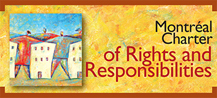 Montréal
Charter
of Rights and
Responsibilities